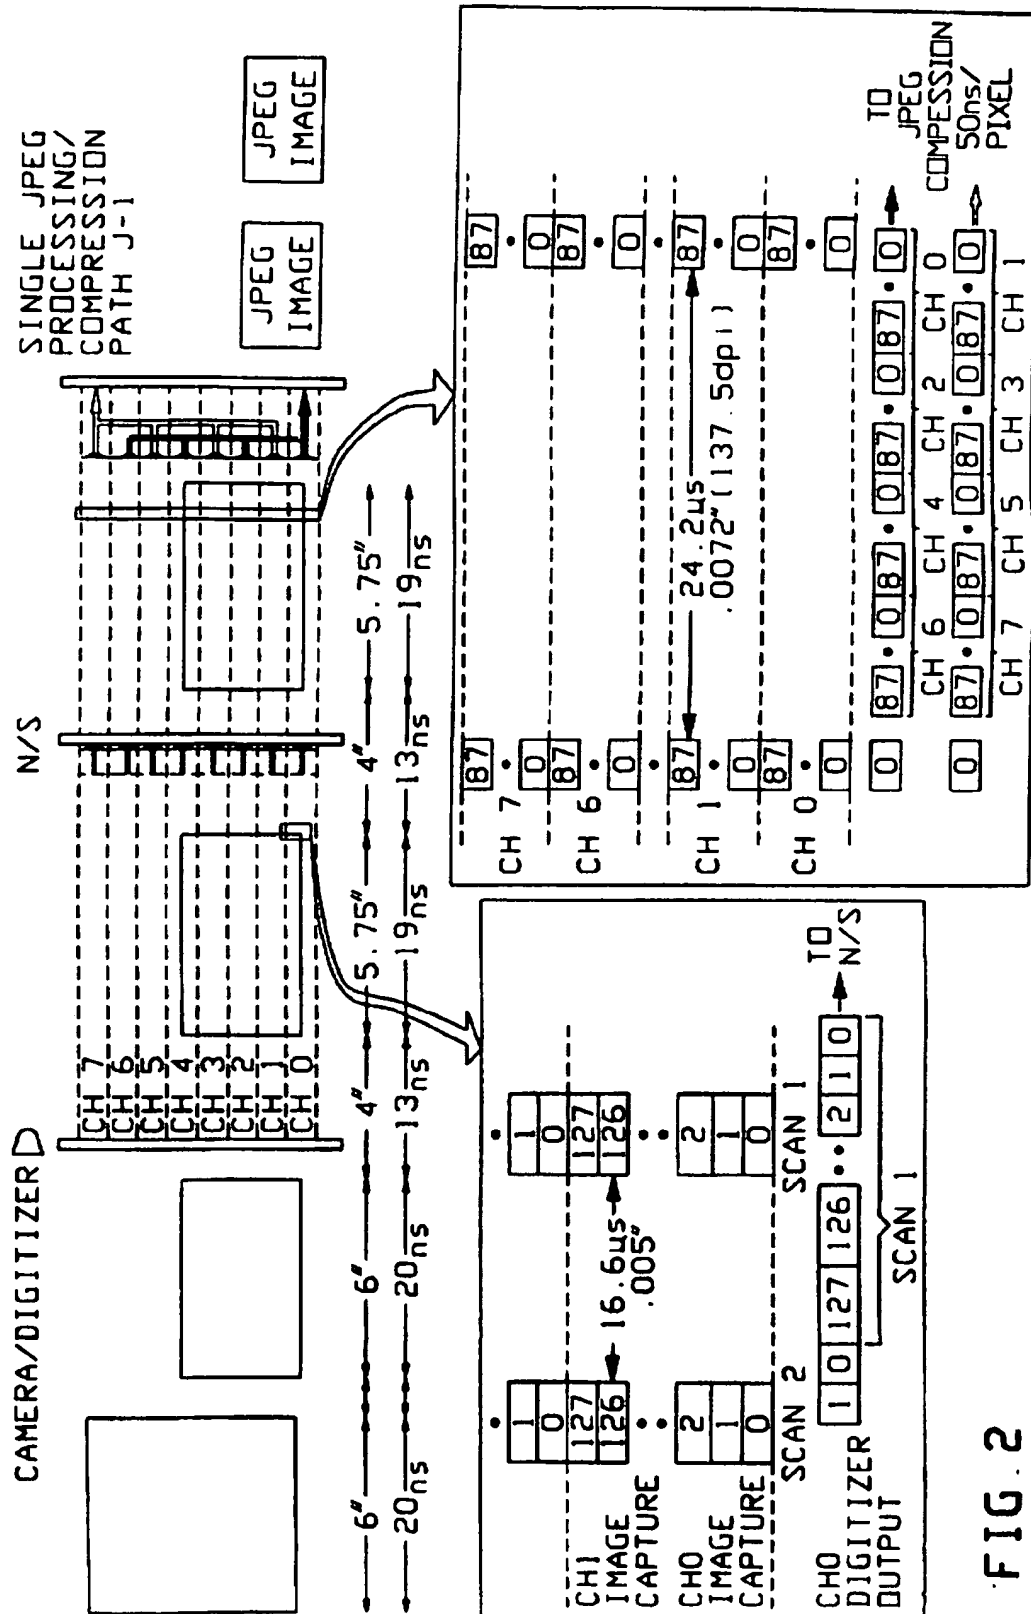 CAMERA/DIGITIZER
N/S
SINGLE JPEG
PROCESSING/
COMPRESSION
PATH J-1
CH 7
CH 6
CH 5
CH 4
CH 3
CH 2
CH 1
CH 0
JPEG
IMAGE
JPEG
IMAGE
6" 6" 4" 5.75" 4" 5.75"
20ns 20ns 13ns 19ns 13ns 19ns
1 1
0 0
127 127
126 126
2 2
1 1
0 0
CH1
IMAGE
CAPTURE
CH0
IMAGE
CAPTURE
16.6µs
.005"
SCAN 2 SCAN 1
CH0
DIGITIZER
OUTPUT
1 0 127 126 2 1 0
TO
N/S
SCAN 1
CH 7
87 87
0 0
CH 6
87 87
0 0
CH 1
87 87
0 0
CH 0
87 87
0 0
24.2µs
.0072" (137.5dpi)
0 87 0 87 0 87 0 87 0
CH 6 CH 4 CH 2 CH 0
0 87 0 87 0 87 0 87 0
CH 7 CH 5 CH 3 CH 1
TO
JPEG
COMPESSION
50ns/
PIXEL
FIG. 2